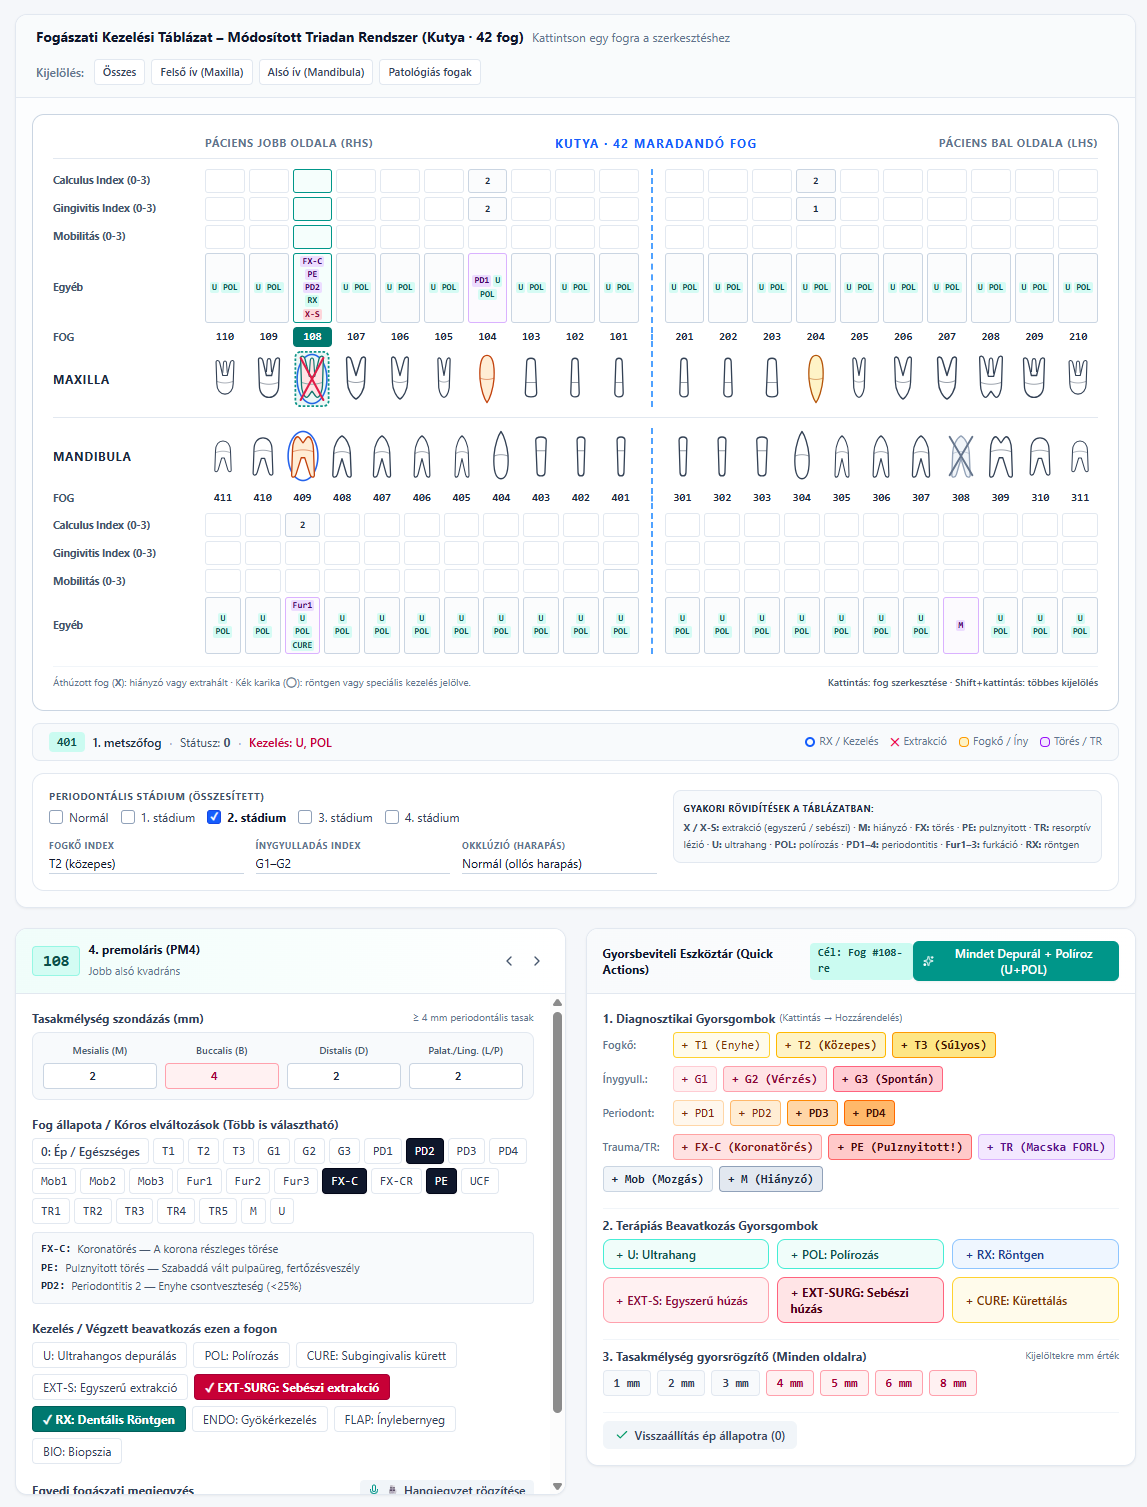 Fogászati Kezelési Táblázat – Módosított Triadan Rendszer (Kutya · 42 fog) Kattintson egy fogra a szerkesztéshez
Kijelölés: Összes Felső ív (Maxilla) Alsó ív (Mandibula) Patológiás fogak
PÁCIENS JOBB OLDALA (RHS) KUTYA · 42 MARADANDÓ FOG PÁCIENS BAL OLDALA (LHS)
Calculus Index (0-3) 2 2
Gingivitis Index (0-3) 2 1
Mobilitás (0-3)
Egyéb U POL U POL FX-C PE PD2 RX X-S U POL U POL U POL PD1 U POL U POL U POL U POL U POL U POL U POL U POL U POL U POL U POL U POL U POL U POL
FOG 110 109 108 107 106 105 104 103 102 101 201 202 203 204 205 206 207 208 209 210
MAXILLA
MANDIBULA
FOG 411 410 409 408 407 406 405 404 403 402 401 301 302 303 304 305 306 307 308 309 310 311
Calculus Index (0-3) 2
Gingivitis Index (0-3)
Mobilitás (0-3)
Egyéb U POL U POL Fur1 U POL CURE U POL U POL U POL U POL U POL U POL U POL U POL U POL U POL U POL U POL U POL U POL U POL M U POL U POL U POL
Áthúzott fog (X): hiányzó vagy extrahált · Kék karika (◯): röntgen vagy speciális kezelés jelölve. Kattintás: fog szerkesztése · Shift+kattintás: többes kijelölés
401 1. metszőfog · Státusz: 0 · Kezelés: U, POL RX / Kezelés Extrakció Fogkő / Íny Törés / TR
PERIODONTÁLIS STÁDIUM (ÖSSZESÍTETT)
Normál 1. stádium 2. stádium 3. stádium 4. stádium
FOGKŐ INDEX ÍNYGYULLADÁS INDEX OKKLÚZIÓ (HARAPÁS)
T2 (közepes) G1–G2 Normál (ollós harapás)
GYAKORI RÖVIDÍTÉSEK A TÁBLÁZATBAN:
X / X-S: extrakció (egyszerű / sebészi) · M: hiányzó · FX: törés · PE: pulznyitott · TR: resorptív
lézió · U: ultrahang · POL: polírozás · PD1–4: periodontitis · Fur1–3: furkáció · RX: röntgen
108 4. premoláris (PM4)
Jobb alsó kvadráns
Tasakmélység szondázás (mm) ≥ 4 mm periodontális tasak
Mesialis (M) Buccalis (B) Distalis (D) Palat./Ling. (L/P)
2 4 2 2
Fog állapota / Kóros elváltozások (Több is választható)
0: Ép / Egészséges T1 T2 T3 G1 G2 G3 PD1 PD2 PD3 PD4
Mob1 Mob2 Mob3 Fur1 Fur2 Fur3 FX-C FX-CR PE UCF
TR1 TR2 TR3 TR4 TR5 M U
FX-C: Koronatörés — A korona részleges törése
PE: Pulznyitott törés — Szabaddá vált pulpaüreg, fertőzésveszély
PD2: Periodontitis 2 — Enyhe csontveszteség (<25%)
Kezelés / Végzett beavatkozás ezen a fogon
U: Ultrahangos depurálás POL: Polírozás CURE: Subgingivalis kürett
EXT-S: Egyszerű extrakció ✓ EXT-SURG: Sebészi extrakció
✓ RX: Dentális Röntgen ENDO: Gyökérkezelés FLAP: Ínylebernyeg
BIO: Biopszia
Egyedi fogászati megjegyzés Hangjegyzet rögzítése
Gyorsbeviteli Eszköztár (Quick
Actions)
Cél: Fog #108-
re
Mindet Depurál + Políroz
(U+POL)
1. Diagnosztikai Gyorsgombok (Kattintás → Hozzárendelés)
Fogkő: + T1 (Enyhe) + T2 (Közepes) + T3 (Súlyos)
Ínygyull.: + G1 + G2 (Vérzés) + G3 (Spontán)
Periodont: + PD1 + PD2 + PD3 + PD4
Trauma/TR: + FX-C (Koronatörés) + PE (Pulznyitott!) + TR (Macska FORL)
+ Mob (Mozgás) + M (Hiányzó)
2. Terápiás Beavatkozás Gyorsgombok
+ U: Ultrahang + POL: Polírozás + RX: Röntgen
+ EXT-S: Egyszerű húzás + EXT-SURG: Sebészi húzás + CURE: Kürettálás
3. Tasakmélység gyorsrögzítő (Minden oldalra) Kijelöltekre mm érték
1 mm 2 mm 3 mm 4 mm 5 mm 6 mm 8 mm
✓ Visszaállítás ép állapotra (0)